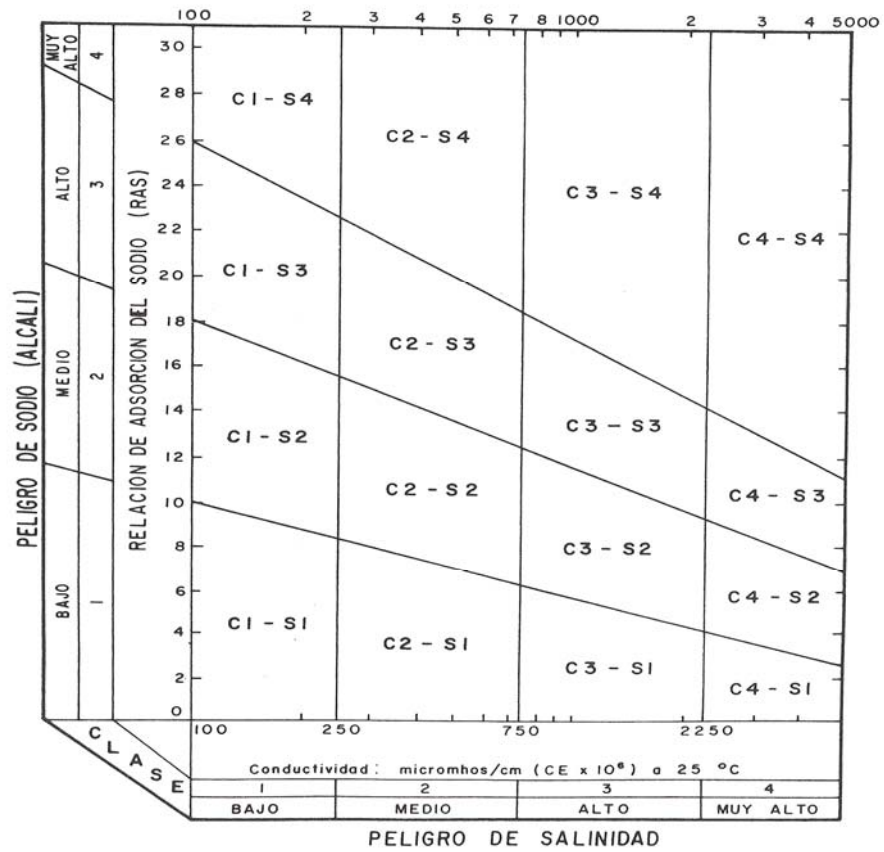 100 2 3 4 5 6 7 8 1000 2 3 4 5000
MUY ALTO
4
ALTO
3
MEDIO
2
BAJO
1
PELIGRO DE SODIO (ALCALI)
RELACION DE ADSORCION DEL SODIO (RAS)
30
28
26
24
22
20
18
16
14
12
10
8
6
4
2
0
C1-S4
C2-S4
C3-S4
C4-S4
C1-S3
C2-S3
C3-S3
C4-S3
C1-S2
C2-S2
C3-S2
C4-S2
C1-S1
C2-S1
C3-S1
C4-S1
100 250 750 2250
CLASE
Conductividad: micromhos/cm (CE x 10⁶) a 25 °C
1 2 3 4
BAJO MEDIO ALTO MUY ALTO
PELIGRO DE SALINIDAD